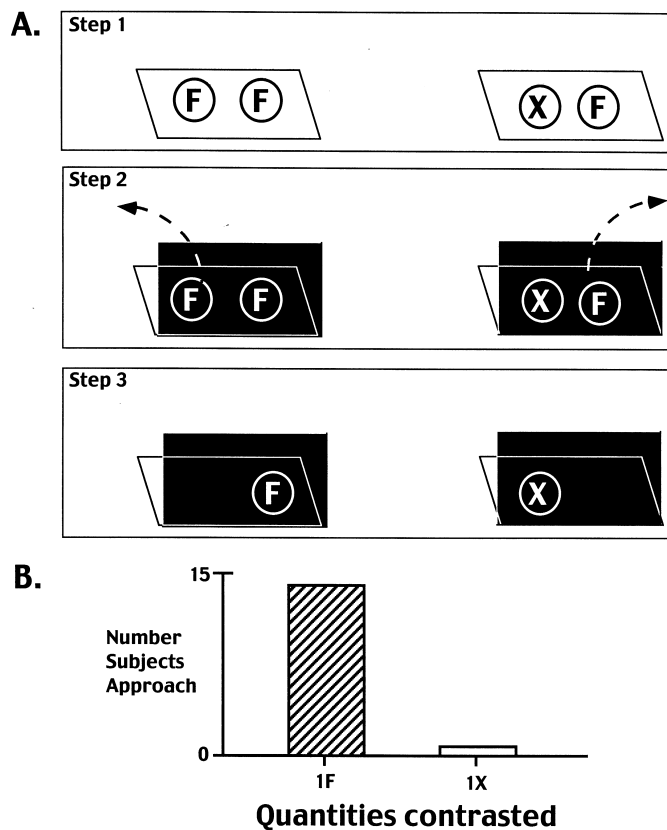 A.
Step 1
F F X F
Step 2
F F X F
Step 3
F X
B.
15
Number
Subjects
Approach
0
1F 1X
Quantities contrasted